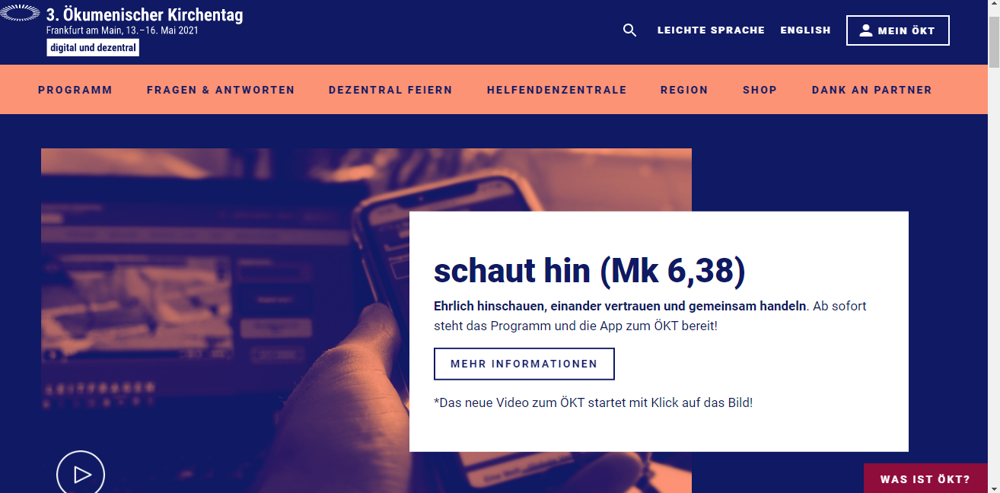 3. Ökumenischer Kirchentag
Frankfurt am Main, 13.–16. Mai 2021
digital und dezentral
LEICHTE SPRACHE
ENGLISH
MEIN ÖKT
PROGRAMM
FRAGEN & ANTWORTEN
DEZENTRAL FEIERN
HELFENDENZENTRALE
REGION
SHOP
DANK AN PARTNER
schaut hin (Mk 6,38)
Ehrlich hinschauen, einander vertrauen und gemeinsam handeln. Ab sofort
steht das Programm und die App zum ÖKT bereit!
MEHR INFORMATIONEN
*Das neue Video zum ÖKT startet mit Klick auf das Bild!
WAS IST ÖKT?